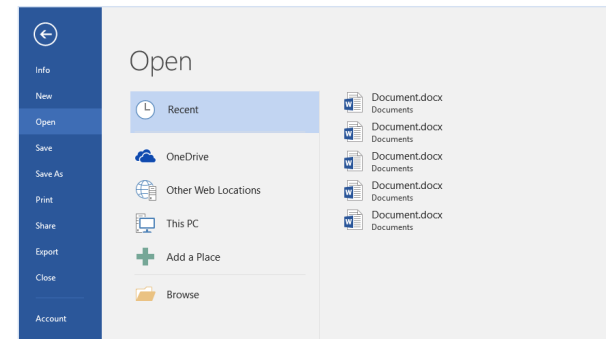 Info
New
Open
Save
Save As
Print
Share
Export
Close
Account
Open
Recent
OneDrive
Other Web Locations
This PC
Add a Place
Browse
Document.docx
Documents
Document.docx
Documents
Document.docx
Documents
Document.docx
Documents
Document.docx
Documents